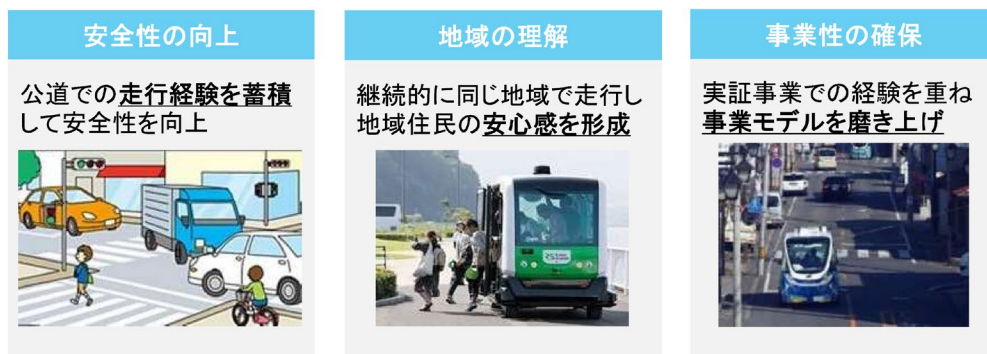 安全性の向上
公道での走行経験を蓄積
して安全性を向上
地域の理解
継続的に同じ地域で走行し
地域住民の安心感を形成
事業性の確保
実証事業での経験を重ね
事業モデルを磨き上げ